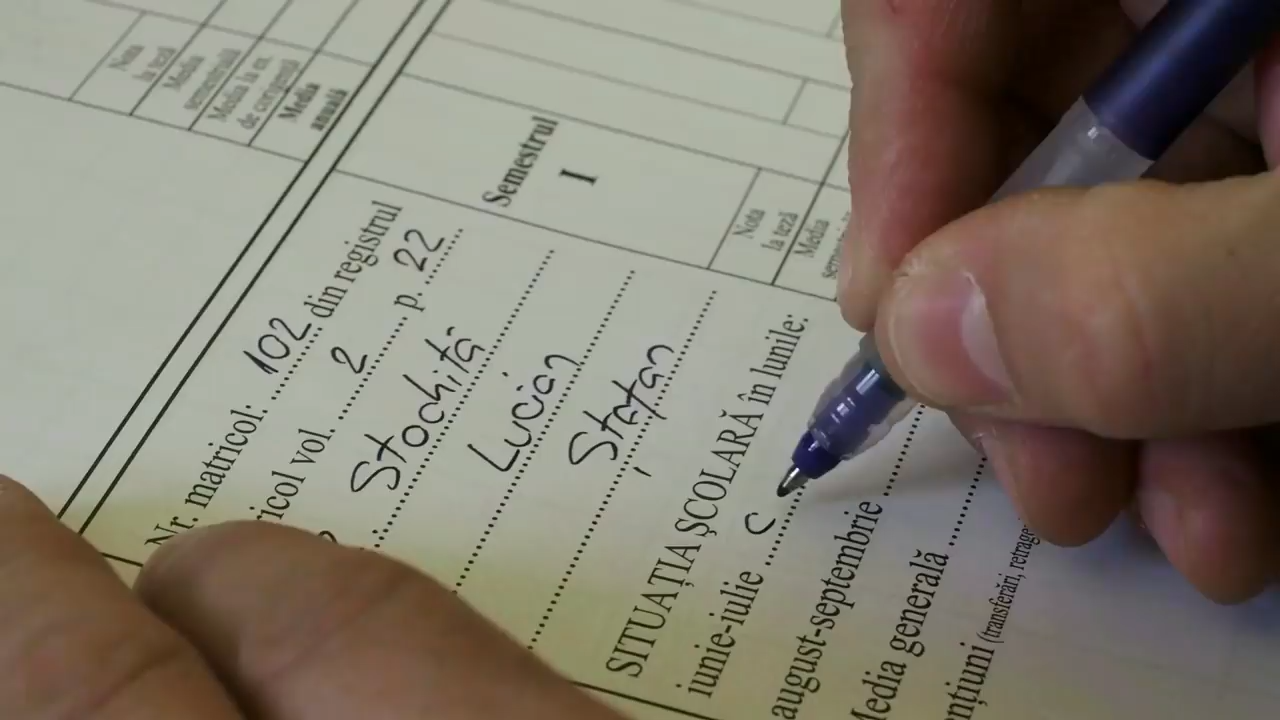 Nota
la teză
Media
semestrială
Media la ex.
de corigență
Media
anuală
Semestrul
I
Nota
la teză
Media
Nr. matricol: 102 din registrul
ricol vol. 2 p. 22
Stochiță
Lucian
Ștefan
SITUAȚIA ȘCOLARĂ în lunile:
iunie-iulie C
august-septembrie
Media generală
nțiuni (transferări, retrage